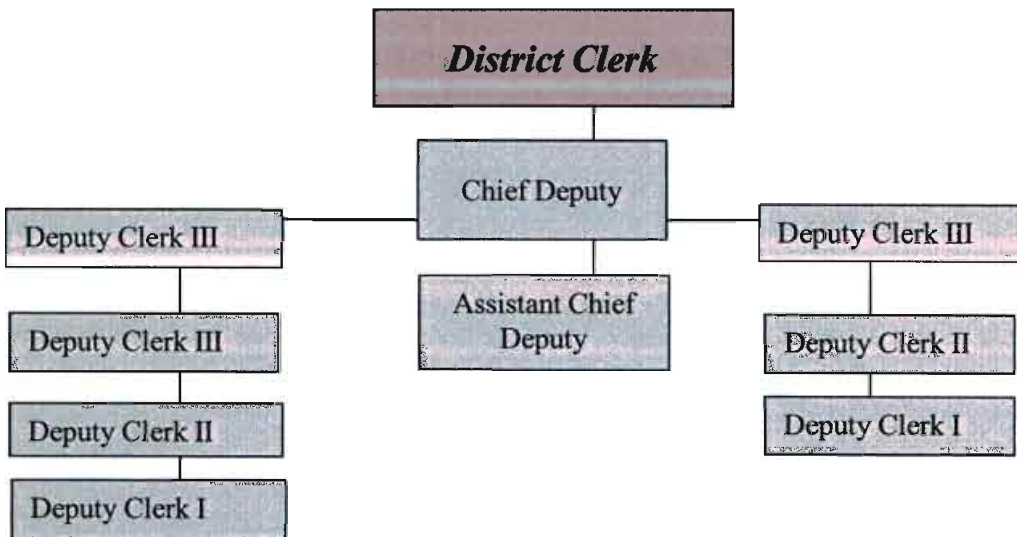 District Clerk
Chief Deputy
Deputy Clerk III
Deputy Clerk III
Assistant Chief
Deputy
Deputy Clerk III
Deputy Clerk II
Deputy Clerk II
Deputy Clerk I
Deputy Clerk I